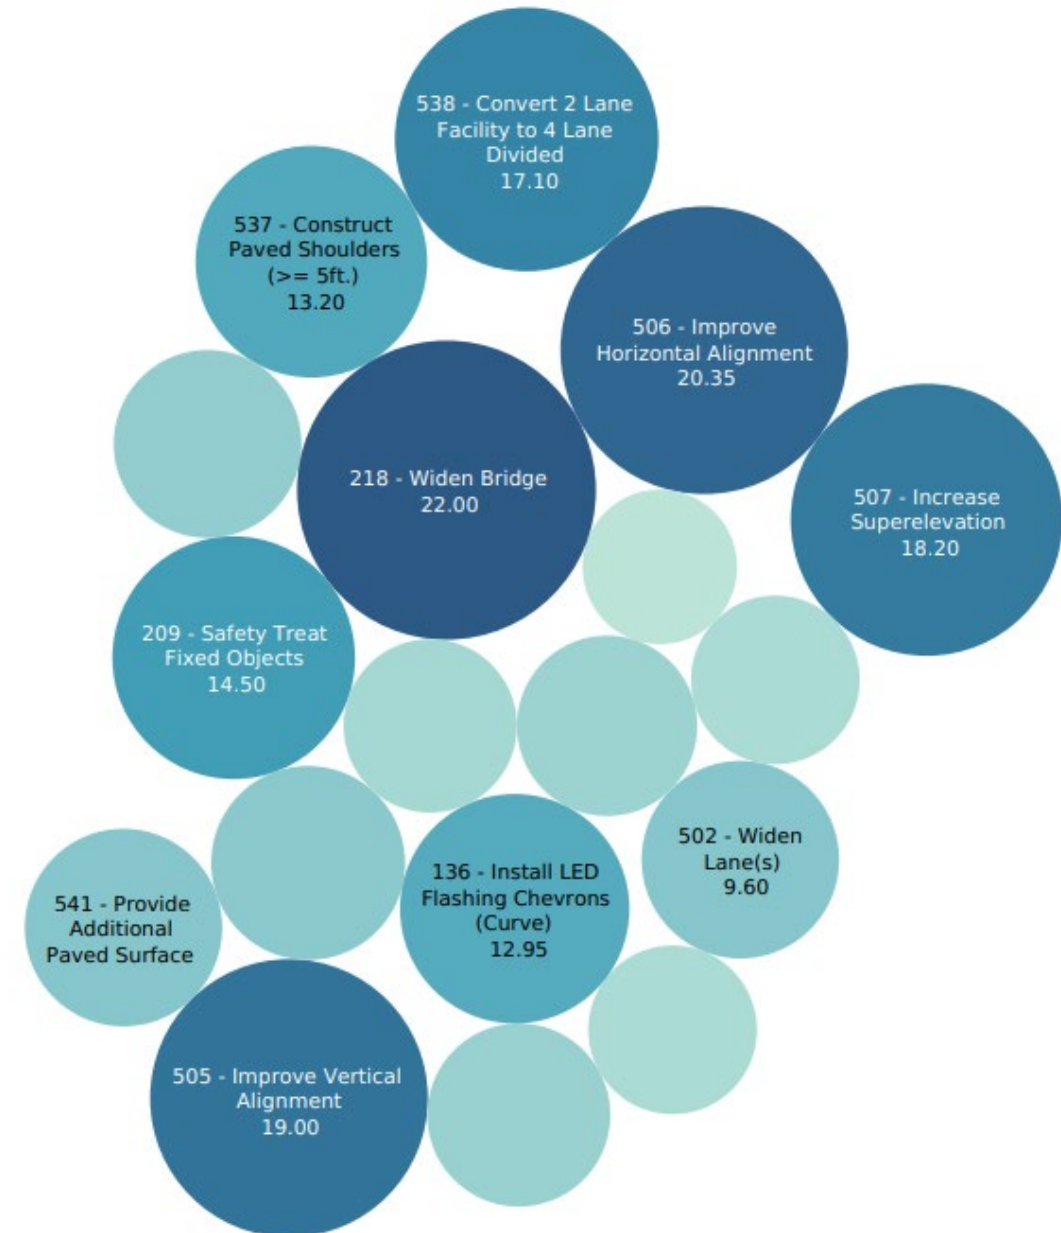 538 - Convert 2 Lane
Facility to 4 Lane
Divided
17.10
537 - Construct
Paved Shoulders
(>= 5ft.)
13.20
506 - Improve
Horizontal Alignment
20.35
218 - Widen Bridge
22.00
507 - Increase
Superelevation
18.20
209 - Safety Treat
Fixed Objects
14.50
502 - Widen
Lane(s)
9.60
136 - Install LED
Flashing Chevrons
(Curve)
12.95
541 - Provide
Additional
Paved Surface
505 - Improve Vertical
Alignment
19.00